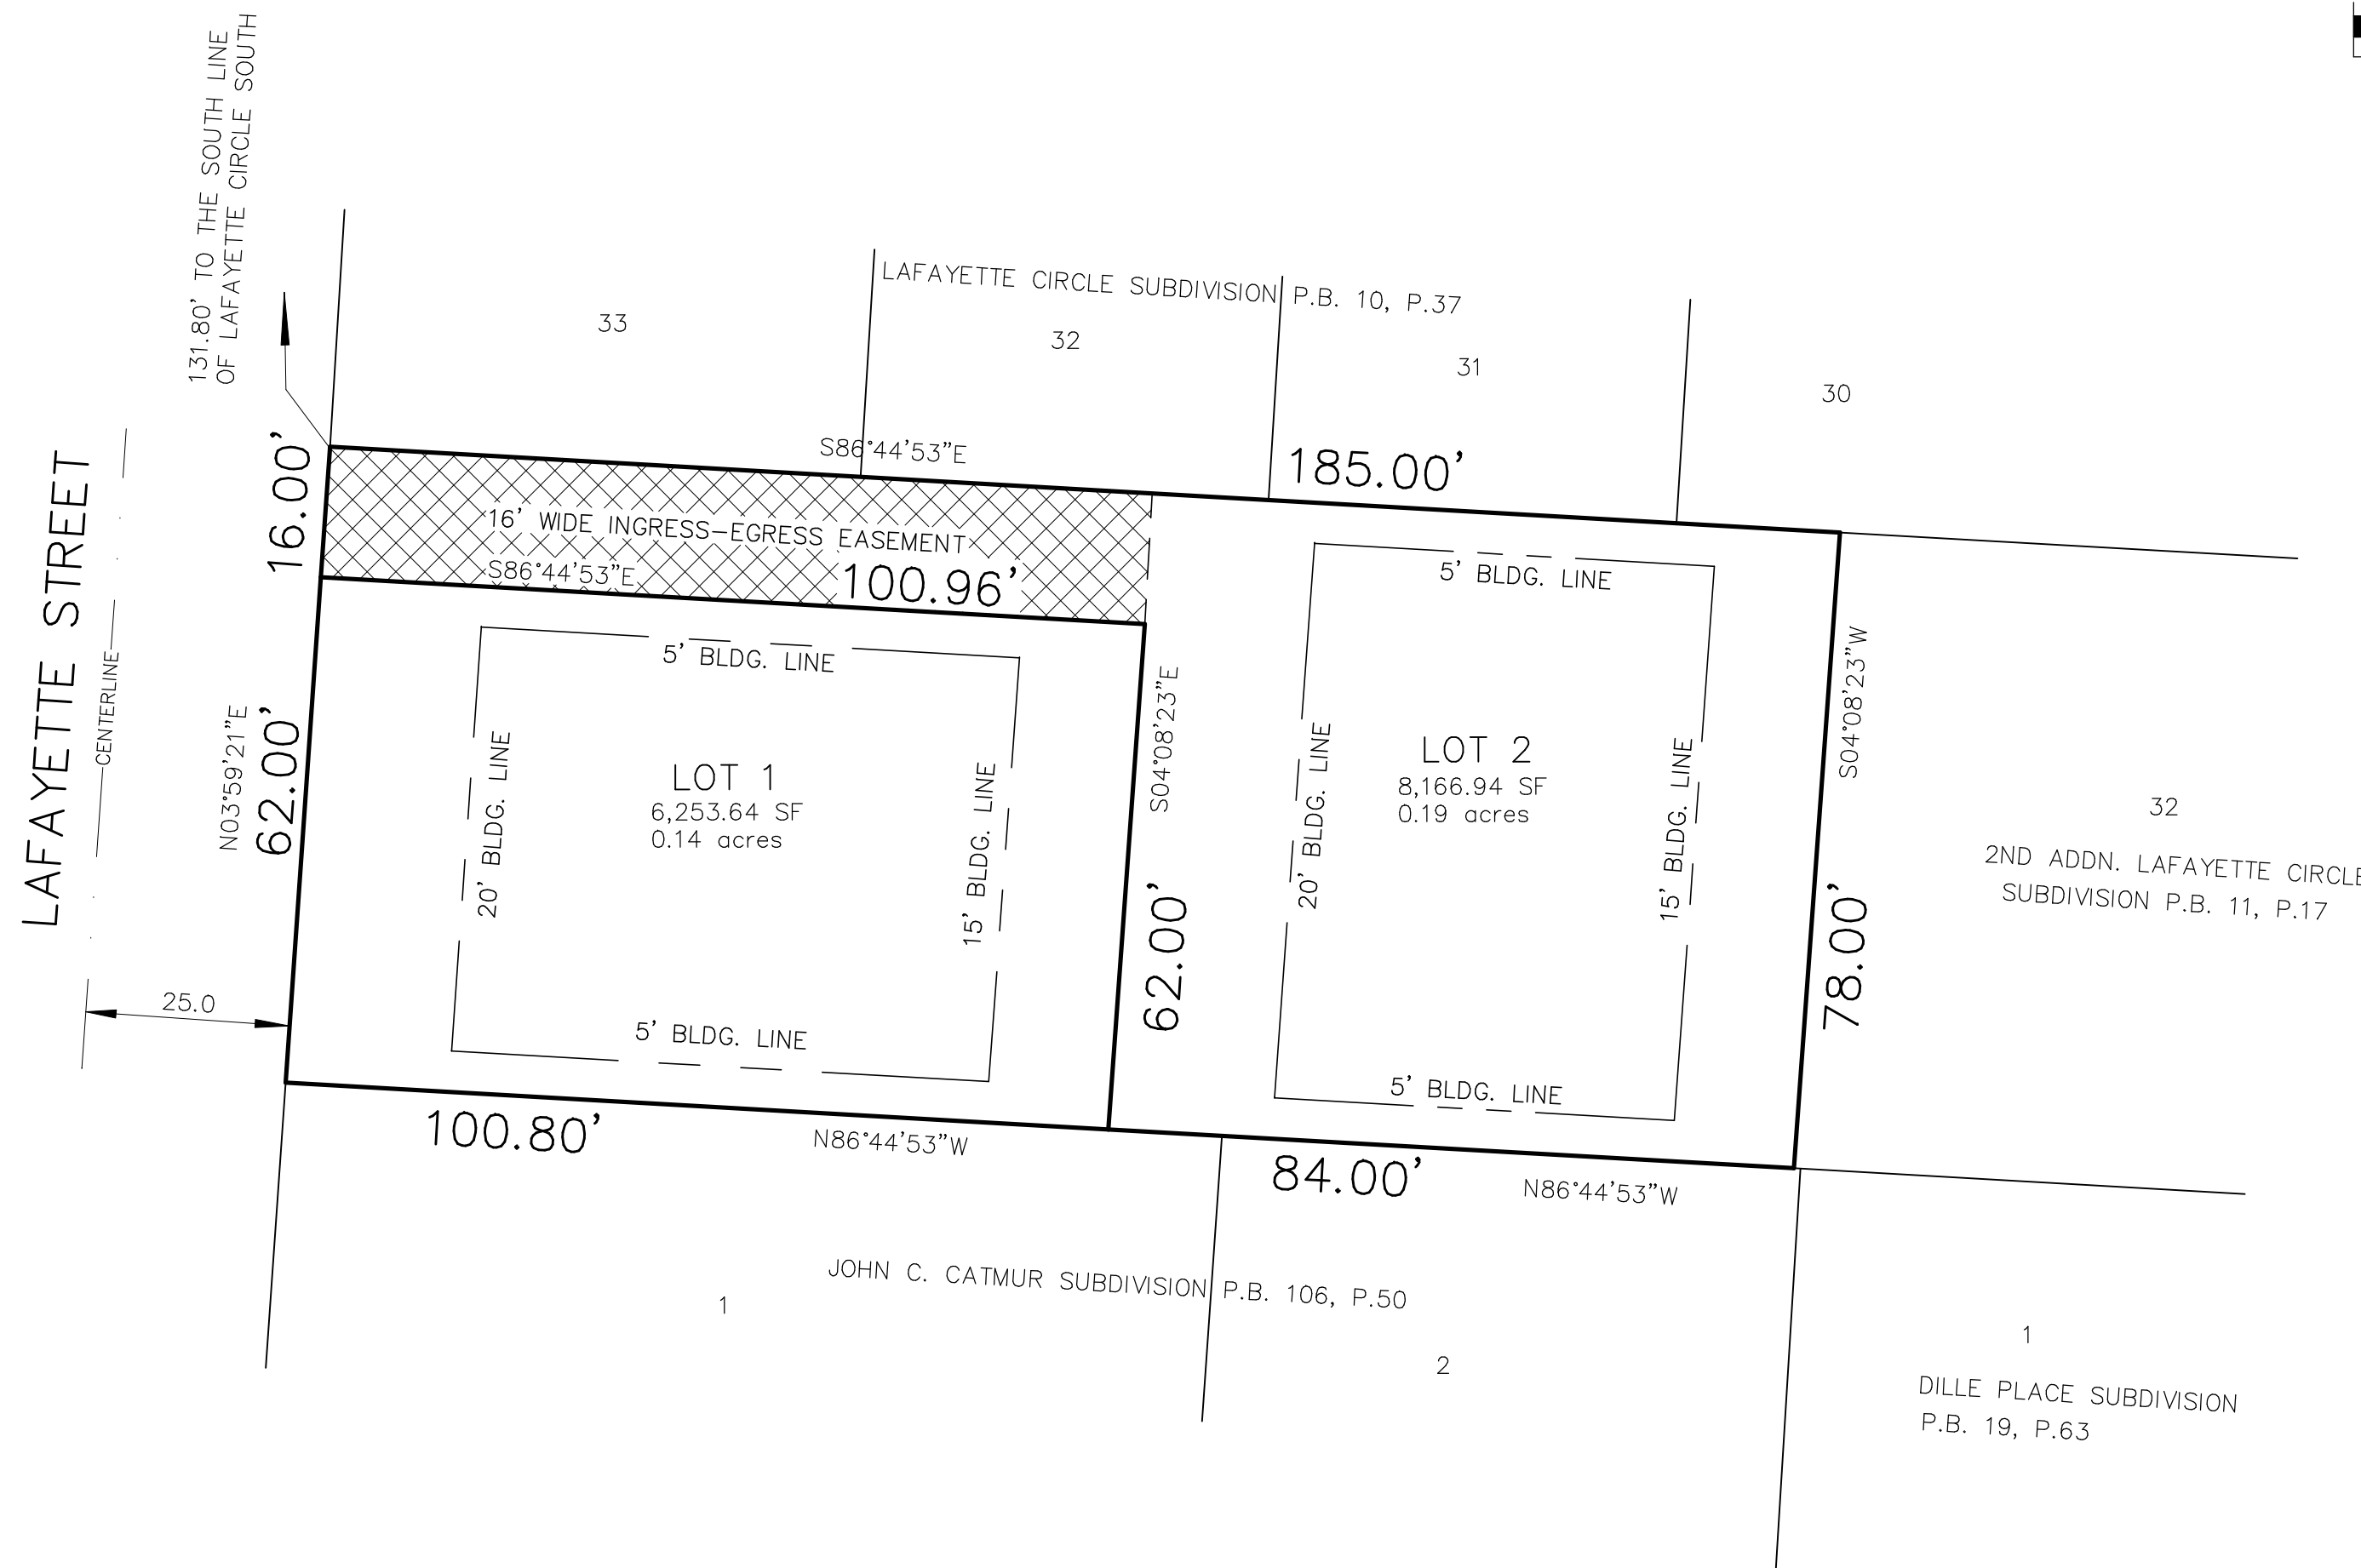 131.80' TO THE SOUTH LINE
OF LAFAYETTE CIRCLE SOUTH
LAFAYETTE CIRCLE SUBDIVISION P.B. 10, P.37
33
32
31
30
S86°44'53"E
185.00'
16.00'
16' WIDE INGRESS-EGRESS EASEMENT
S86°44'53"E
100.96'
LAFAYETTE STREET
CENTERLINE
N03°59'21"E
62.00'
25.0
5' BLDG. LINE
20' BLDG. LINE
LOT 1
6,253.64 SF
0.14 acres
15' BLDG. LINE
5' BLDG. LINE
S04°08'23"E
62.00'
5' BLDG. LINE
20' BLDG. LINE
LOT 2
8,166.94 SF
0.19 acres
15' BLDG. LINE
5' BLDG. LINE
S04°08'23"W
78.00'
32
2ND ADDN. LAFAYETTE CIRCLE
SUBDIVISION P.B. 11, P.17
100.80'
N86°44'53"W
84.00'
N86°44'53"W
JOHN C. CATMUR SUBDIVISION P.B. 106, P.50
1
2
1
DILLE PLACE SUBDIVISION
P.B. 19, P.63